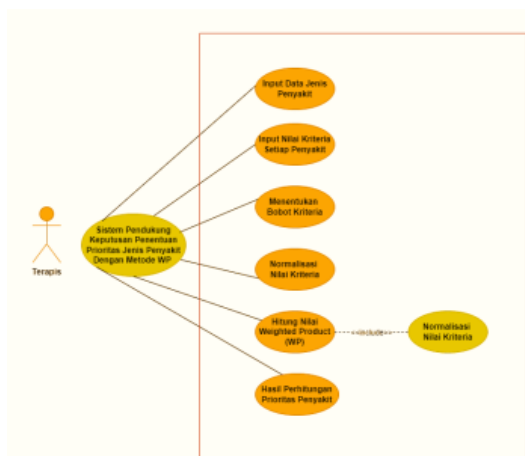 Input Data Jenis
Penyakit
Input Nilai Kriteria
Setiap Penyakit
Menentukan
Bobot Kriteria
Sistem Pendukung
Keputusan Penentuan
Prioritas Jenis Penyakit
Dengan Metode WP
Terapis
Normalisasi
Nilai Kriteria
Hitung Nilai
Weighted Product
(WP)
include
Normalisasi
Nilai Kriteria
Hasil Perhitungan
Prioritas Penyakit